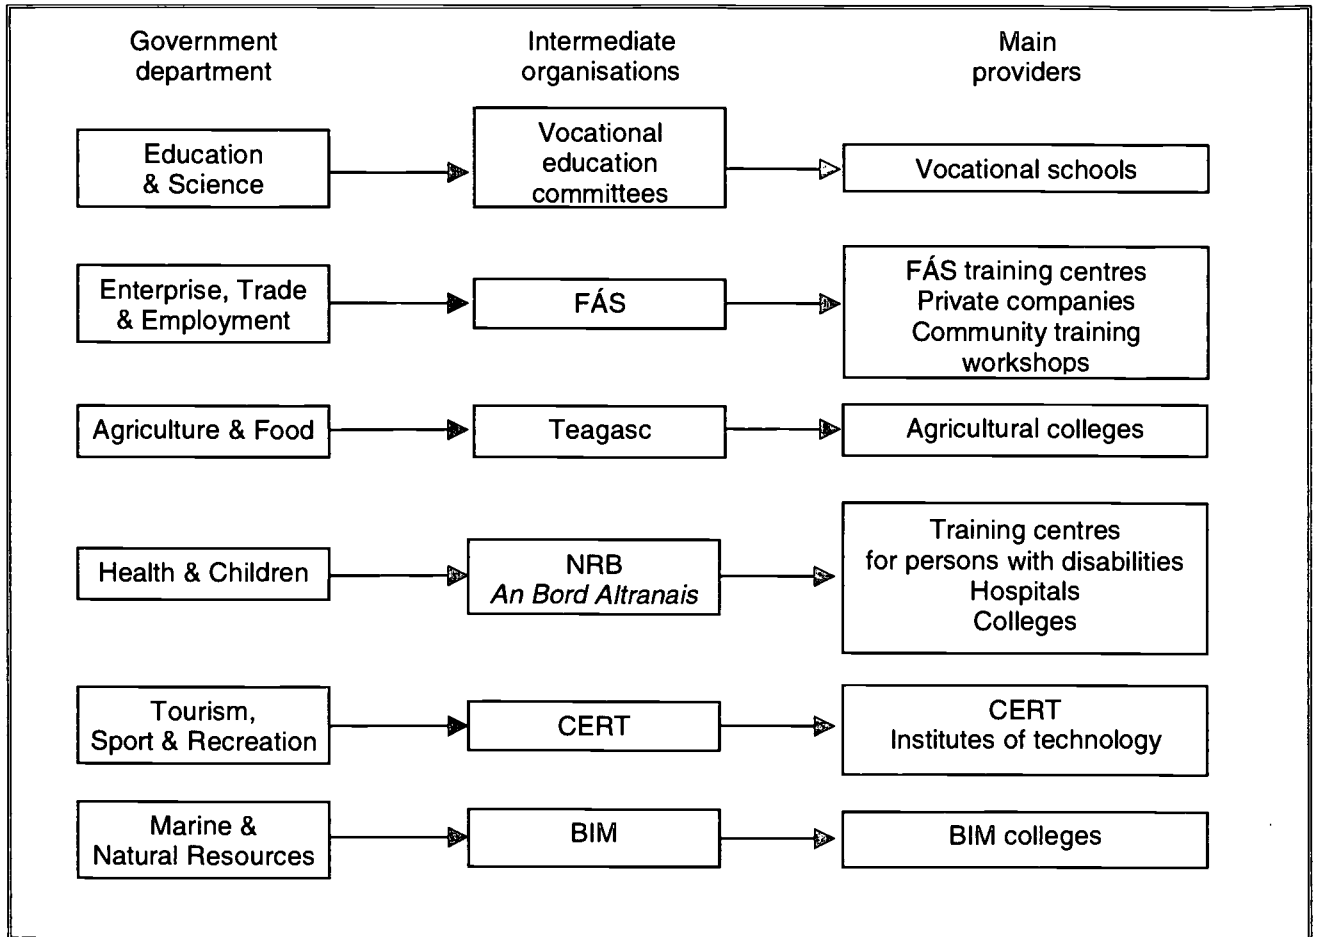 Government
department
Intermediate
organisations
Main
providers
Education
& Science
Vocational
education
committees
Vocational schools
Enterprise, Trade
& Employment
FÁS
FÁS training centres
Private companies
Community training
workshops
Agriculture & Food
Teagasc
Agricultural colleges
Health & Children
NRB
An Bord Altranais
Training centres
for persons with disabilities
Hospitals
Colleges
Tourism,
Sport & Recreation
CERT
CERT
Institutes of technology
Marine &
Natural Resources
BIM
BIM colleges